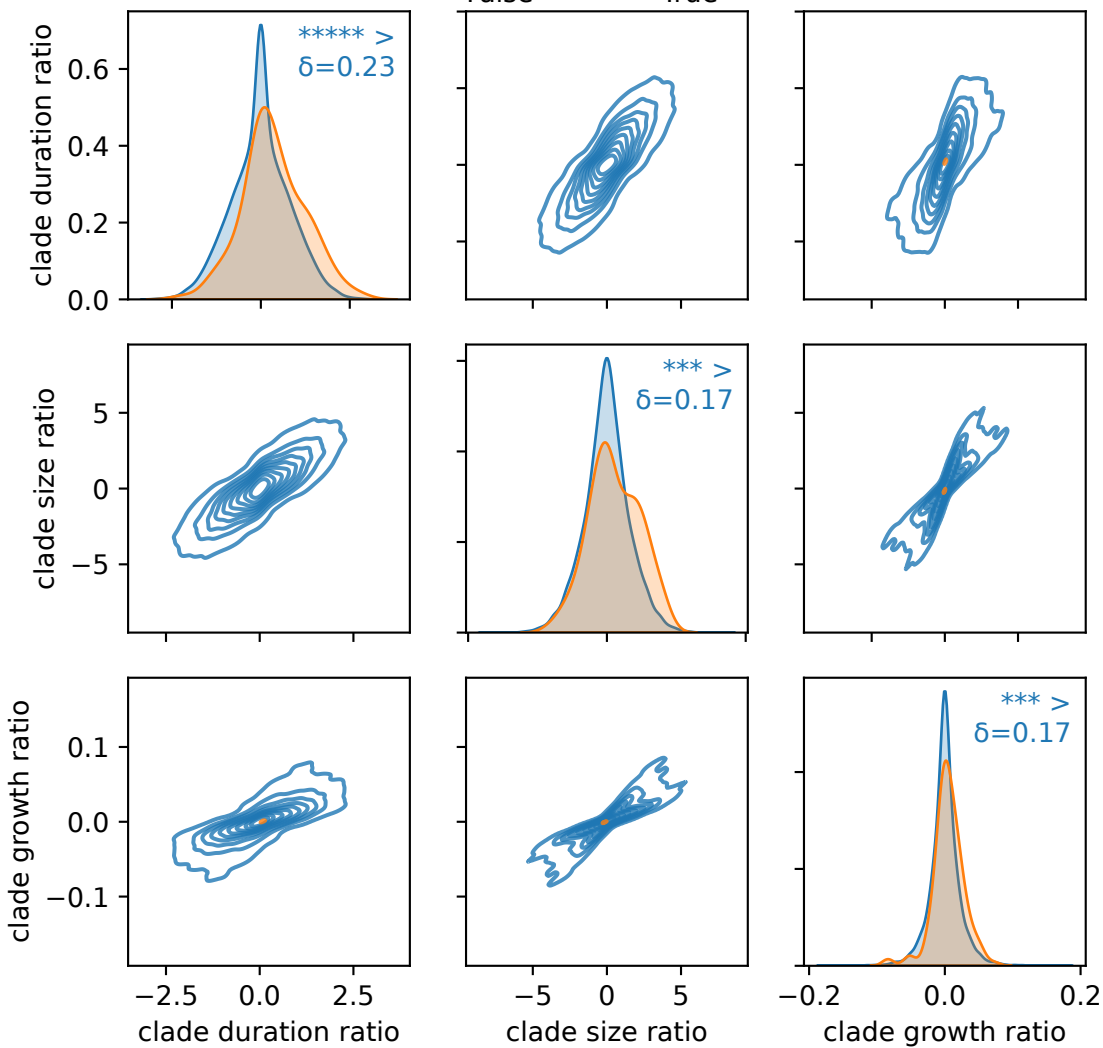 False True
clade duration ratio
0.6
0.4
0.2
0.0
***** >
δ=0.23
clade size ratio
5
0
−5
*** >
δ=0.17
clade growth ratio
0.1
0.0
−0.1
*** >
δ=0.17
−2.5 0.0 2.5
−5 0 5
−0.2 0.0 0.2
clade duration ratio
clade size ratio
clade growth ratio